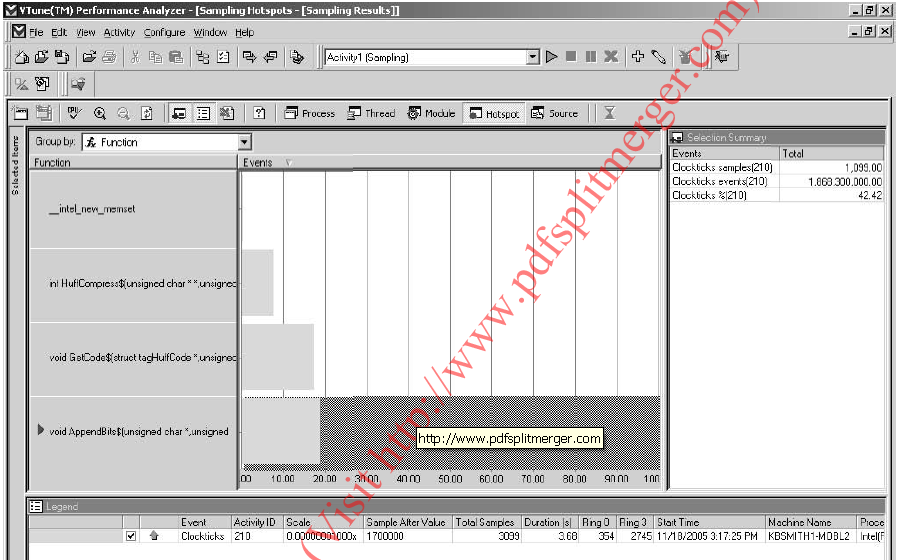 VTune(TM) Performance Analyzer - [Sampling Hotspots - [Sampling Results]]
File Edit View Activity Configure Window Help
Activity1 (Sampling)
Process Thread Module Hotspot Source
Selected Items
Group by: Function
Function Events
__intel_new_memset
int HuffCompress$(unsigned char * *,unsigned
void GetCode$(struct tagHuffCode *,unsigned
void AppendBits$(unsigned char *,unsigned
.00 10.00 20.00 30.00 40.00 50.00 60.00 70.00 80.00 90.00 100
Selection Summary
Events Total
Clockticks samples(210) 1,099.00
Clockticks events(210) 1,868,300,000.00
Clockticks %(210) 42.42
http://www.pdfsplitmerger.com
(Visit http://www.pdfsplitmerger.com)
Legend
Event Activity ID Scale Sample After Value Total Samples Duration (s) Ring 0 Ring 3 Start Time Machine Name Proce
Clockticks 210 0.00000001000x 1700000 3099 3.68 354 2745 11/18/2005 3:17:25 PM KBSMITH1-MOBL2 Intel(F